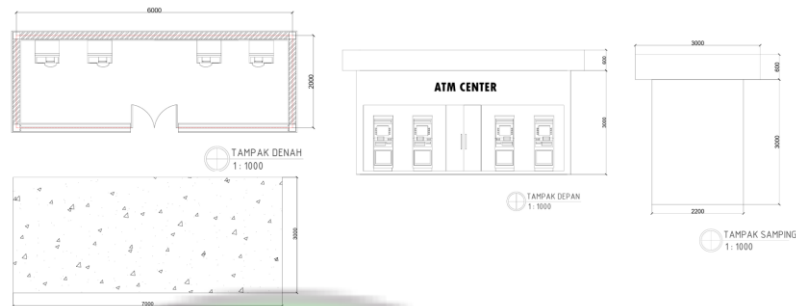 6000
2000
TAMPAK DENAH
1 : 1000
3000
7000
ATM CENTER
600
3000
TAMPAK DEPAN
1 : 1000
3000
600
3000
2200
TAMPAK SAMPING
1 : 1000